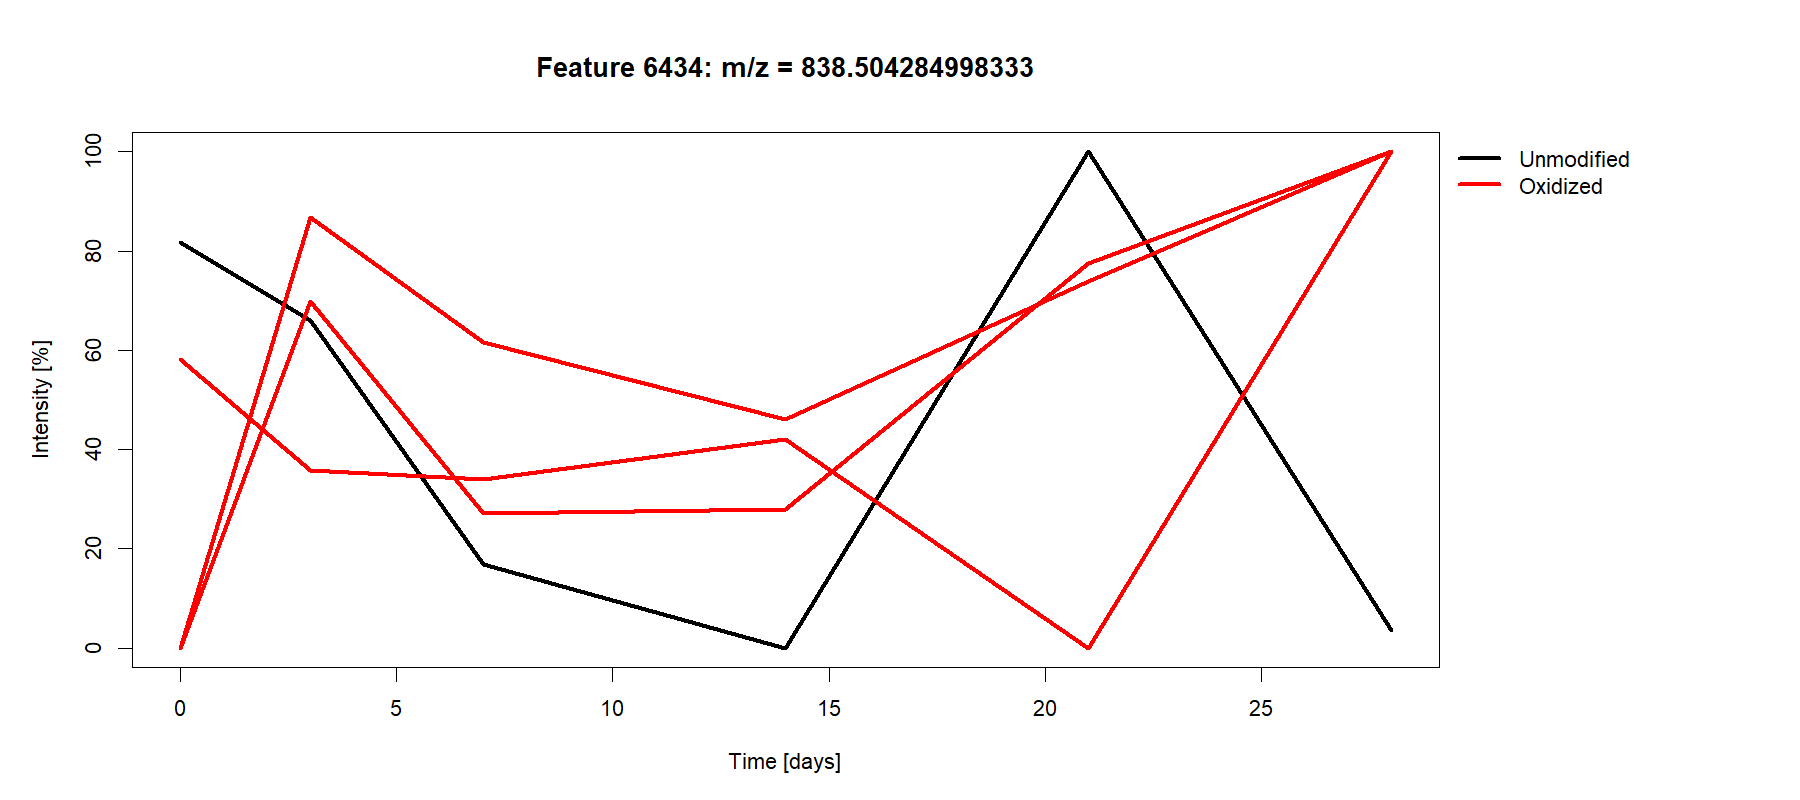 Feature 6434: m/z = 838.504284998333
Unmodified
Oxidized
Intensity [%]
100
80
60
40
20
0
0 5 10 15 20 25
Time [days]